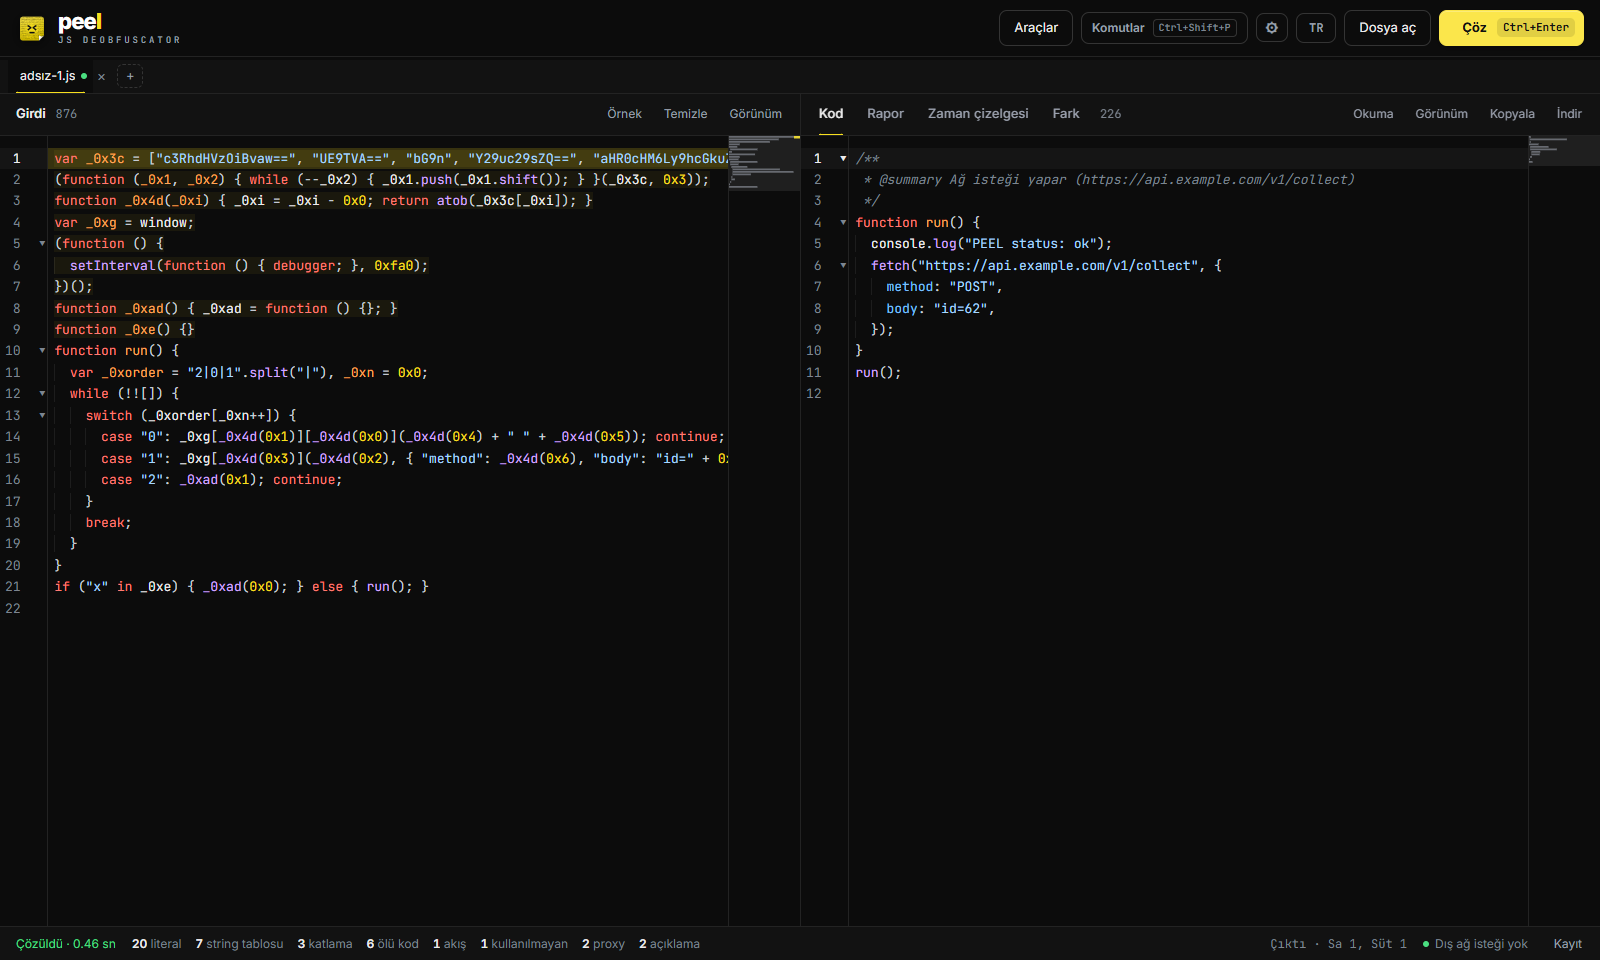 peel
JS DEOBFUSCATOR
Araçlar
Komutlar Ctrl+Shift+P
TR
Dosya aç
Çöz Ctrl+Enter
adsız-1.js
Girdi 876
Örnek Temizle Görünüm
1 var _0x3c = ["c3RhdHVzOiBvaw==", "UE9TVA==", "bG9n", "Y29uc29sZQ==", "aHR0cHM6Ly9hcGku
2 (function (_0x1, _0x2) { while (--_0x2) { _0x1.push(_0x1.shift()); } }(_0x3c, 0x3));
3 function _0x4d(_0xi) { _0xi = _0xi - 0x0; return atob(_0x3c[_0xi]); }
4 var _0xg = window;
5 (function () {
6 setInterval(function () { debugger; }, 0xfa0);
7 })();
8 function _0xad() { _0xad = function () {}; }
9 function _0xe() {}
10 function run() {
11 var _0xorder = "2|0|1".split("|"), _0xn = 0x0;
12 while (!![]) {
13 switch (_0xorder[_0xn++]) {
14 case "0": _0xg[_0x4d(0x1)][_0x4d(0x0)](_0x4d(0x4) + " " + _0x4d(0x5)); continue;
15 case "1": _0xg[_0x4d(0x3)](_0x4d(0x2), { "method": _0x4d(0x6), "body": "id=" + 0x
16 case "2": _0xad(0x1); continue;
17 }
18 break;
19 }
20 }
21 if ("x" in _0xe) { _0xad(0x0); } else { run(); }
22
Kod Rapor Zaman çizelgesi Fark 226
Okuma Görünüm Kopyala İndir
1 /**
2 * @summary Ağ isteği yapar (https://api.example.com/v1/collect)
3 */
4 function run() {
5 console.log("PEEL status: ok");
6 fetch("https://api.example.com/v1/collect", {
7 method: "POST",
8 body: "id=62",
9 });
10 }
11 run();
12
Çözüldü · 0.46 sn 20 literal 7 string tablosu 3 katlama 6 ölü kod 1 akış 1 kullanılmayan 2 proxy 2 açıklama
Çıktı · Sa 1, Süt 1 Dış ağ isteği yok Kayıt